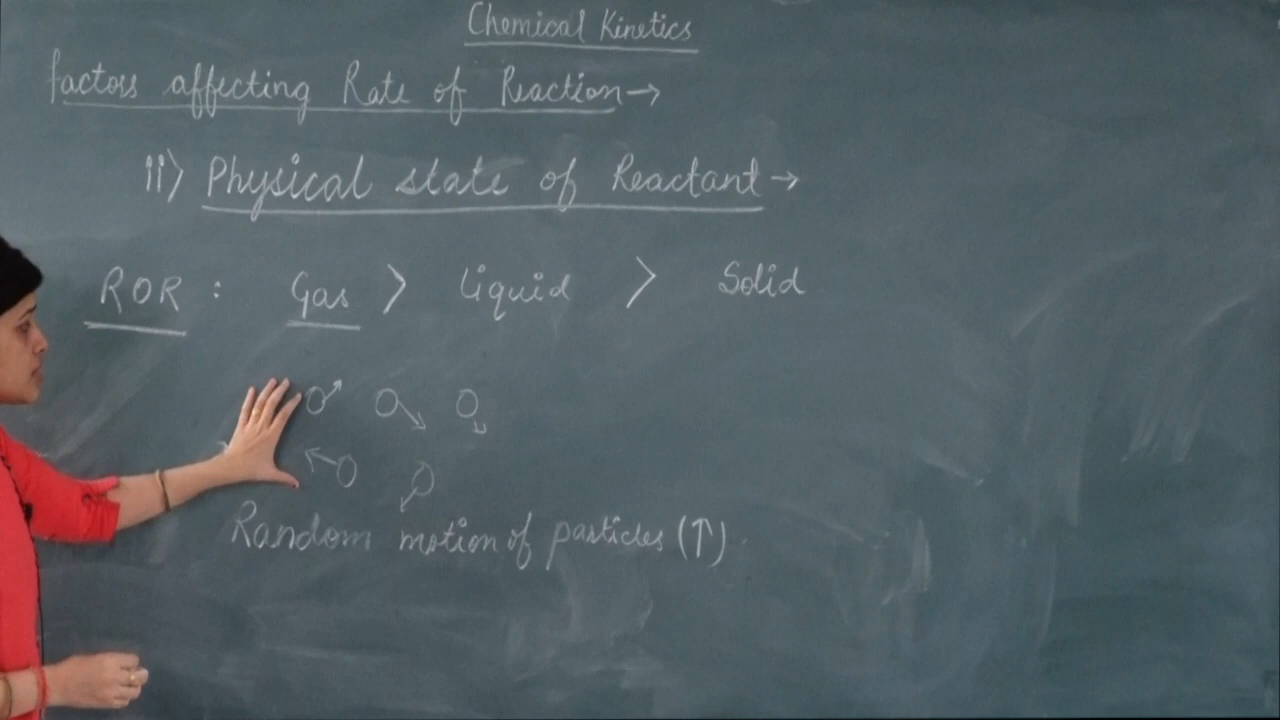 Chemical Kinetics
factors affecting Rate of Reaction→
ii) Physical state of Reactant→
ROR : Gas > Liquid > Solid
Random motion of particles (↑).